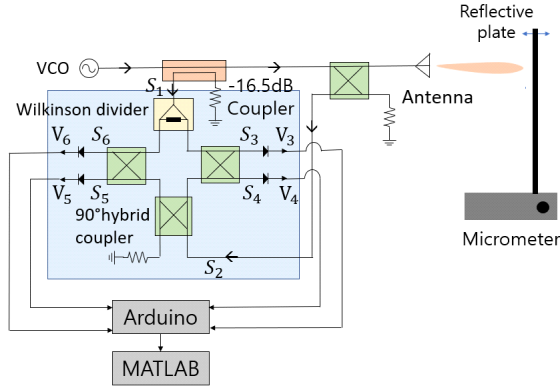 Reflective
plate
VCO
S1
-16.5dB
Coupler
Wilkinson divider
Antenna
V6
S6
S3
V3
V5
S5
S4
V4
90°hybrid
coupler
S2
Micrometer
Arduino
MATLAB